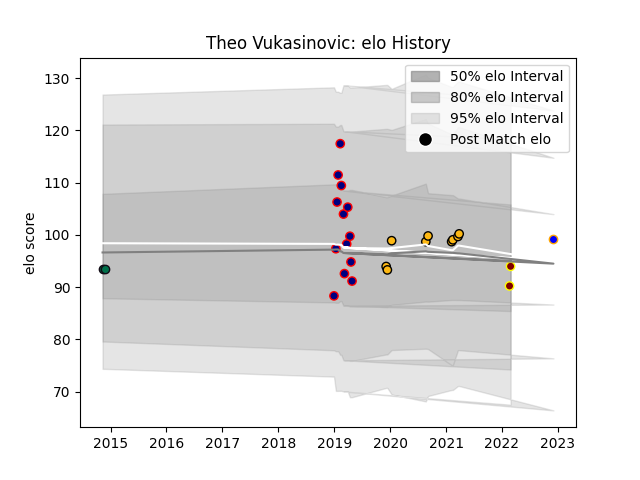 Theo Vukasinovic: elo History
50% elo Interval
80% elo Interval
95% elo Interval
Post Match elo
elo score
130
120
110
100
90
80
70
2015 2016 2017 2018 2019 2020 2021 2022 2023